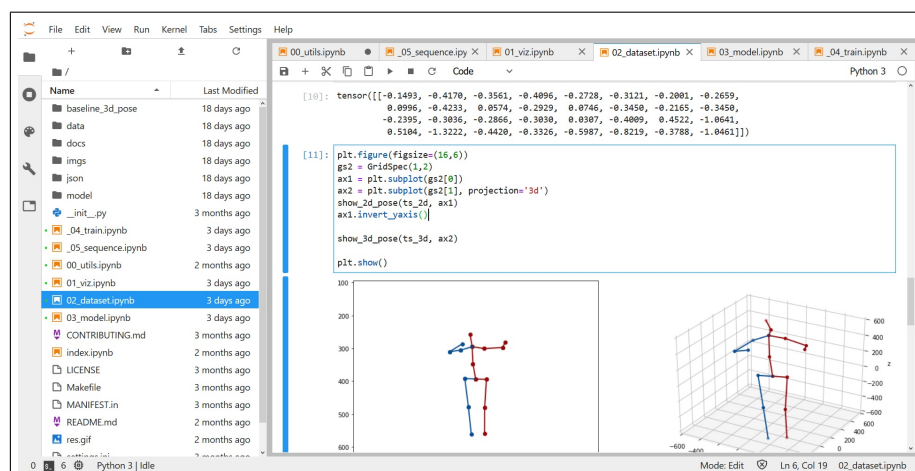 File Edit View Run Kernel Tabs Settings Help
00_utils.ipynb
_05_sequence.ipy
01_viz.ipynb
02_dataset.ipynb
03_model.ipynb
_04_train.ipynb
Code
Python 3
/
Name Last Modified
baseline_3d_pose 18 days ago
data 18 days ago
docs 18 days ago
imgs 18 days ago
json 18 days ago
model 18 days ago
__init__.py 3 months ago
_04_train.ipynb 3 days ago
_05_sequence.ipynb 3 days ago
00_utils.ipynb 2 months ago
01_viz.ipynb 3 days ago
02_dataset.ipynb 3 days ago
03_model.ipynb 3 days ago
CONTRIBUTING.md 3 months ago
index.ipynb 2 months ago
LICENSE 3 months ago
Makefile 3 months ago
MANIFEST.in 3 months ago
README.md 2 months ago
res.gif 2 months ago
[10]: tensor([[-0.1493, -0.4170, -0.3561, -0.4096, -0.2728, -0.3121, -0.2001, -0.2659,
0.0996, -0.4233, 0.0574, -0.2929, 0.0746, -0.3450, -0.2165, -0.3450,
-0.2395, -0.3036, -0.2866, -0.3030, 0.0307, -0.4009, 0.4522, -1.0641,
0.5104, -1.3222, -0.4420, -0.3326, -0.5987, -0.8219, -0.3788, -1.0461]])
[11]: plt.figure(figsize=(16,6))
gs2 = GridSpec(1,2)
ax1 = plt.subplot(gs2[0])
ax2 = plt.subplot(gs2[1], projection='3d')
show_2d_pose(ts_2d, ax1)
ax1.invert_yaxis()
show_3d_pose(ts_3d, ax2)
plt.show()
100
200
300
400
500
600
600
400
200
0
−200
−400
−600
z
600
400
200
0
−600
−400
0 6 Python 3 | Idle
Mode: Edit Ln 6, Col 19 02_dataset.ipynb